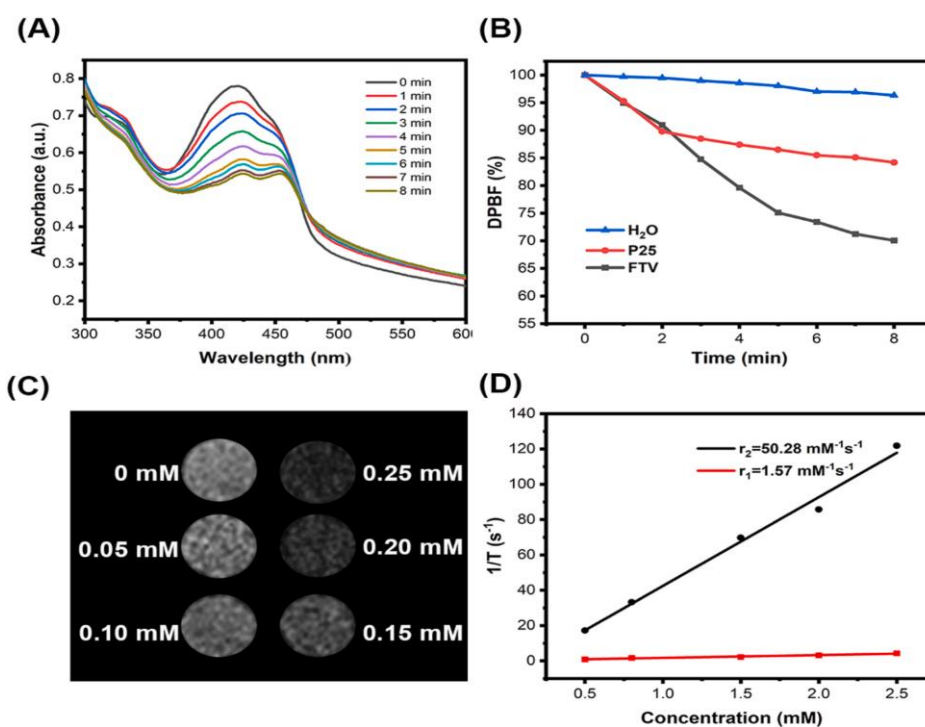 (A)
0.8
0.7
0.6
0.5
0.4
0.3
0.2
Absorbance (a.u.)
0 min
1 min
2 min
3 min
4 min
5 min
6 min
7 min
8 min
300 350 400 450 500 550 600
Wavelength (nm)
(B)
100
95
90
85
80
75
70
65
60
55
DPBF (%)
H₂O
P25
FTV
0 2 4 6 8
Time (min)
(C)
0 mM 0.25 mM
0.05 mM 0.20 mM
0.10 mM 0.15 mM
(D)
140
120
100
80
60
40
20
0
1/T (s⁻¹)
r₂=50.28 mM⁻¹s⁻¹
r₁=1.57 mM⁻¹s⁻¹
0.5 1.0 1.5 2.0 2.5
Concentration (mM)